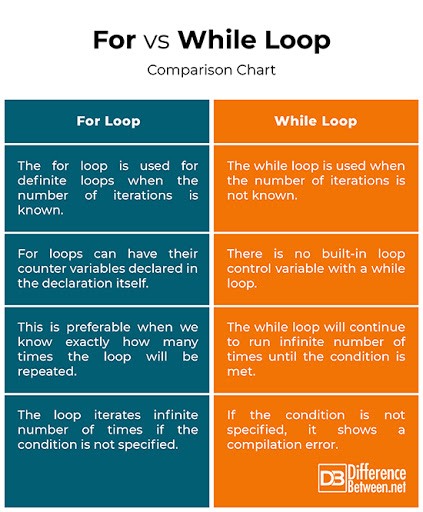 For vs While Loop
Comparison Chart
For Loop
While Loop
The for loop is used for
definite loops when the
number of iterations is
known.
The while loop is used when
the number of iterations is
not known.
For loops can have their
counter variables declared in
the declaration itself.
There is no built-in loop
control variable with a while
loop.
This is preferable when we
know exactly how many
times the loop will be
repeated.
The while loop will continue
to run infinite number of
times until the condition is
met.
The loop iterates infinite
number of times if the
condition is not specified.
If the condition is not
specified, it shows a
compilation error.
DB Difference
Between.net